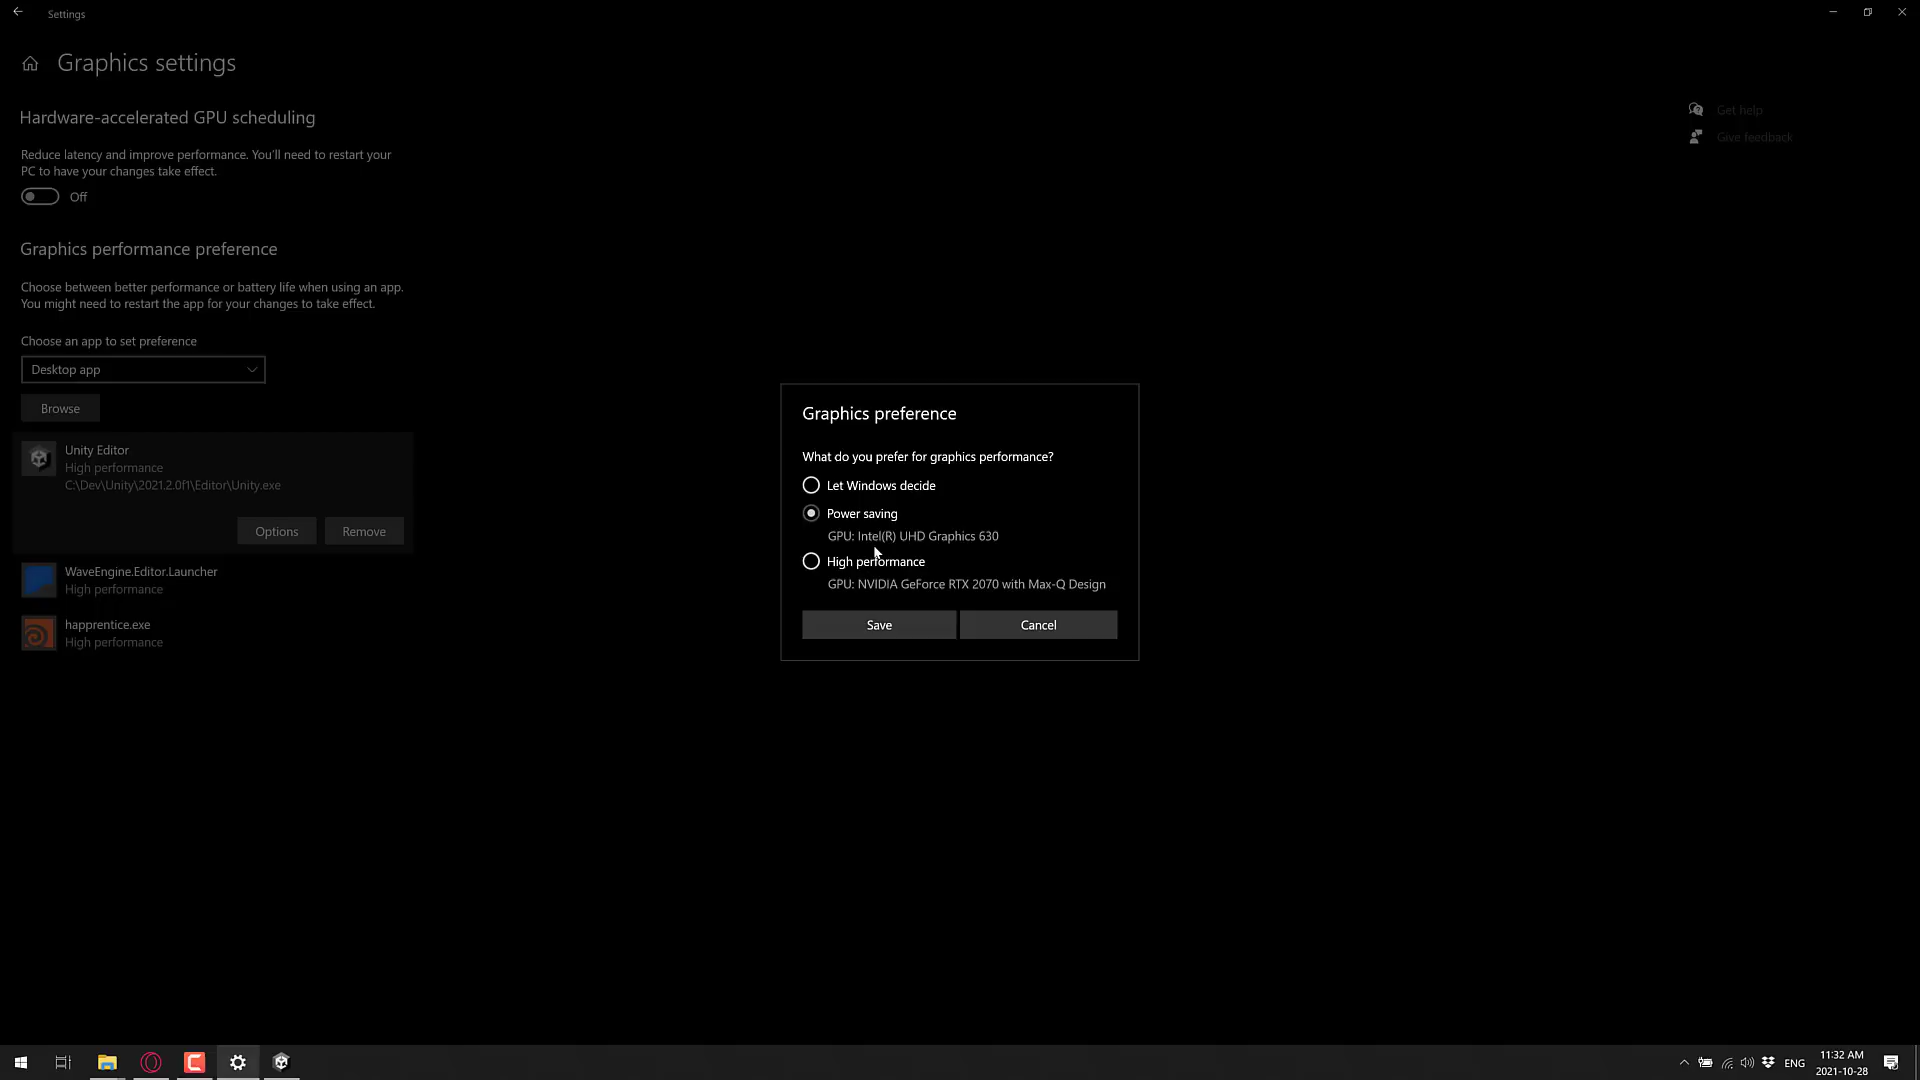 Settings
Graphics settings
Hardware-accelerated GPU scheduling
Reduce latency and improve performance. You'll need to restart your
PC to have your changes take effect.
Off
Graphics performance preference
Choose between better performance or battery life when using an app.
You might need to restart the app for your changes to take effect.
Choose an app to set preference
Desktop app
Browse
Unity Editor
High performance
C:\Dev\Unity\2021.2.0f1\Editor\Unity.exe
Options
Remove
WaveEngine.Editor.Launcher
High performance
happrentice.exe
High performance
Get help
Give feedback
Graphics preference
What do you prefer for graphics performance?
Let Windows decide
Power saving
GPU: Intel(R) UHD Graphics 630
High performance
GPU: NVIDIA GeForce RTX 2070 with Max-Q Design
Save
Cancel
ENG
11:32 AM
2021-10-28